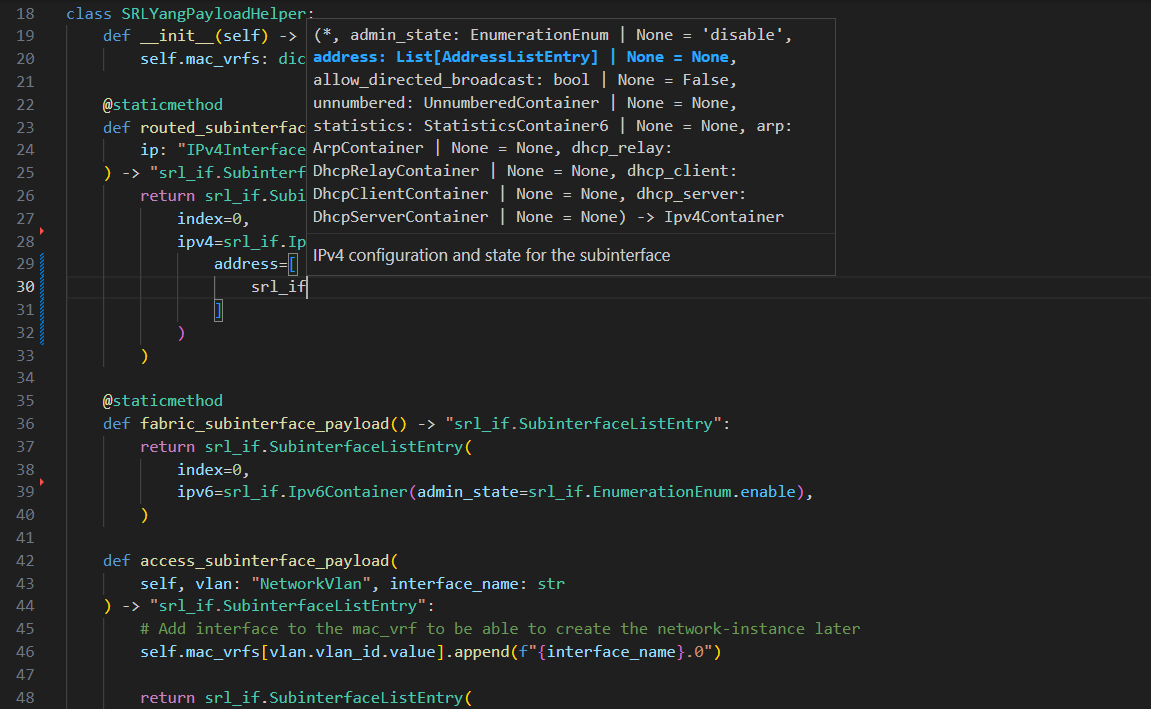 18 class SRLYangPayloadHelper:
19 def __init__(self) ->
20 self.mac_vrfs: dic
21
22 @staticmethod
23 def routed_subinterfac
24 ip: "IPv4Interface
25 ) -> "srl_if.Subinterf
26 return srl_if.Subi
27 index=0,
28 ipv4=srl_if.Ip
29 address=[
30 srl_if
31 ]
32 )
33 )
34
35 @staticmethod
36 def fabric_subinterface_payload() -> "srl_if.SubinterfaceListEntry":
37 return srl_if.SubinterfaceListEntry(
38 index=0,
39 ipv6=srl_if.Ipv6Container(admin_state=srl_if.EnumerationEnum.enable),
40 )
41
42 def access_subinterface_payload(
43 self, vlan: "NetworkVlan", interface_name: str
44 ) -> "srl_if.SubinterfaceListEntry":
45 # Add interface to the mac_vrf to be able to create the network-instance later
46 self.mac_vrfs[vlan.vlan_id.value].append(f"{interface_name}.0")
47
48 return srl_if.SubinterfaceListEntry(
(*, admin_state: EnumerationEnum | None = 'disable',
address: List[AddressListEntry] | None = None,
allow_directed_broadcast: bool | None = False,
unnumbered: UnnumberedContainer | None = None,
statistics: StatisticsContainer6 | None = None, arp:
ArpContainer | None = None, dhcp_relay:
DhcpRelayContainer | None = None, dhcp_client:
DhcpClientContainer | None = None, dhcp_server:
DhcpServerContainer | None = None) -> Ipv4Container
IPv4 configuration and state for the subinterface